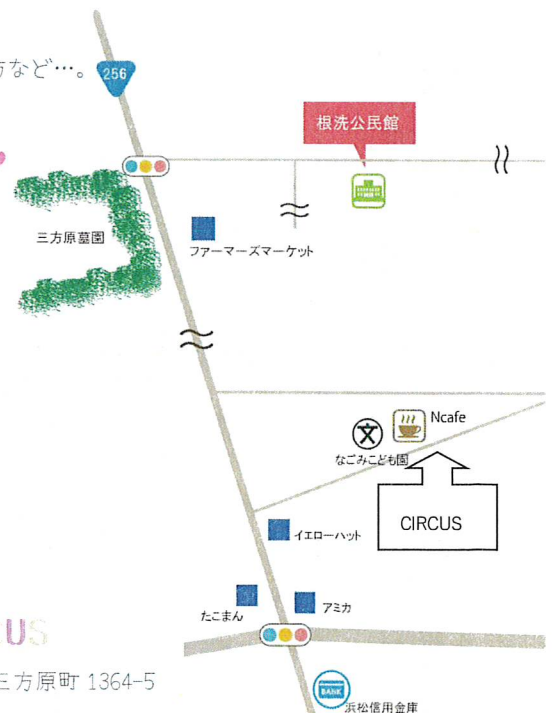 方など…。
256
根洗公民館
三方原墓園
ファーマーズマーケット
Ncafe
文
なごみこども園
CIRCUS
イエローハット
たこまん
アミカ
US
三方原町 1364-5
BANK
浜松信用金庫